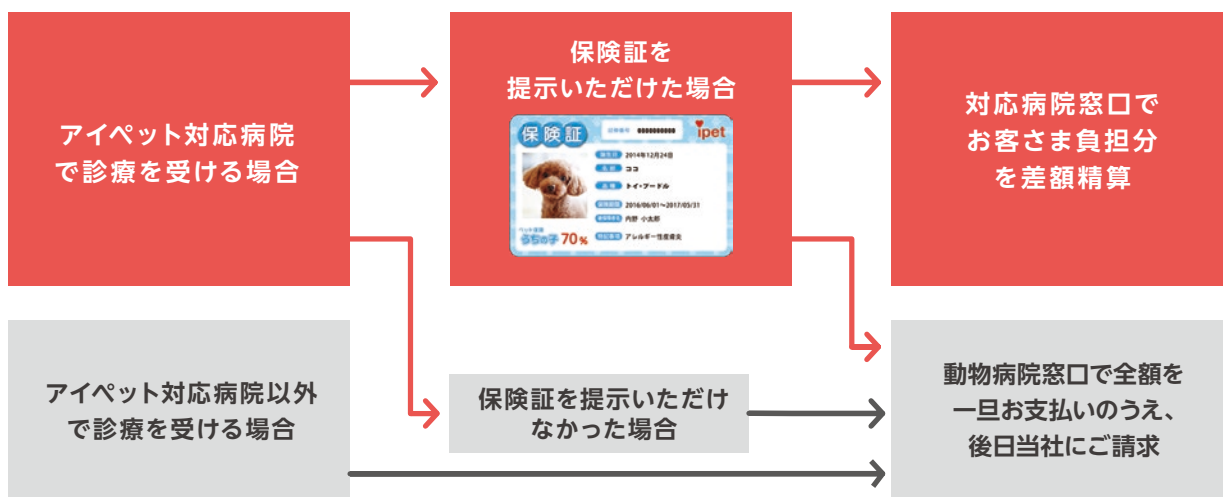 アイペット対応病院
で診療を受ける場合
保険証を
提示いただけた場合
保険証
0000000000
ipet
2014年12月24日
ココ
トイ・プードル
2016/06/01〜2017/05/31
内野 小太郎
アレルギー性皮膚炎
うちの子 70%
対応病院窓口で
お客さま負担分
を差額精算
アイペット対応病院以外
で診療を受ける場合
保険証を提示いただけ
なかった場合
動物病院窓口で全額を
一旦お支払いのうえ、
後日当社にご請求